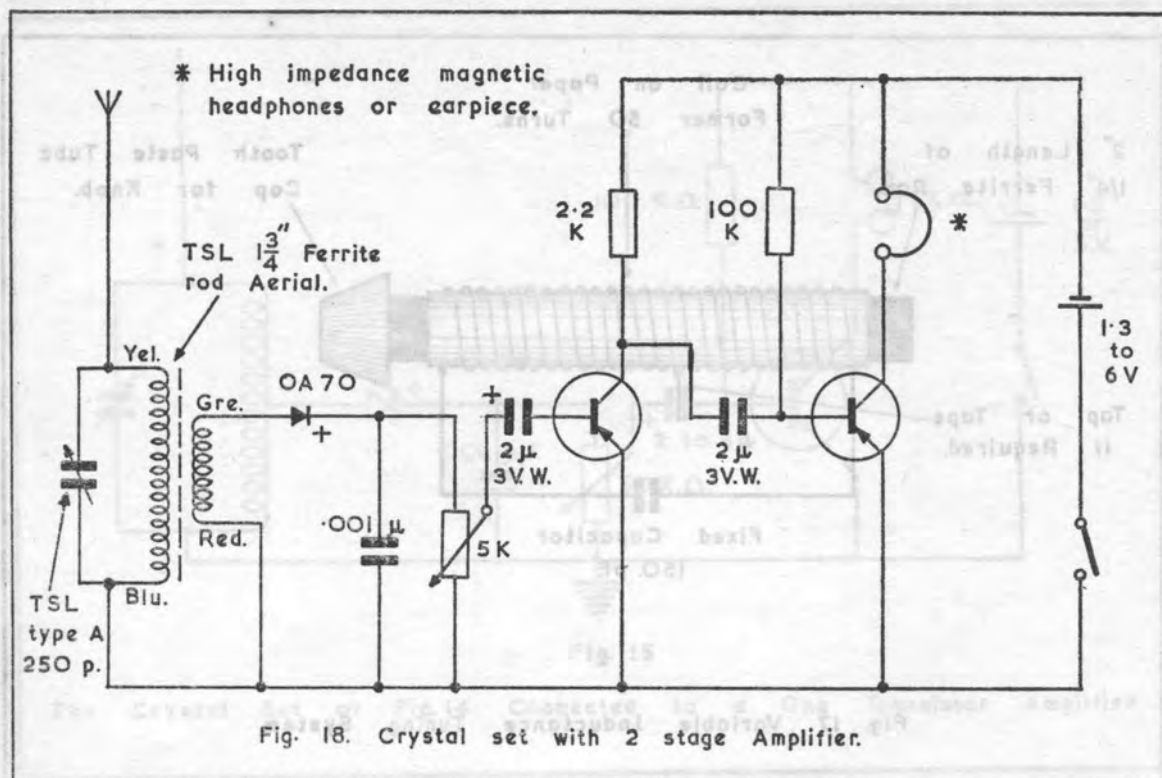 * High impedance magnetic
headphones or earpiece.
TSL 1 3/4" Ferrite
rod Aerial.
2·2
K
100
K
*
1·3
to
6V
Yel.
Gre.
OA 70
+
+
2µ
3V.W.
2µ
3V.W.
·001 µ
5K
Red.
Blu.
TSL
type A
250 p.
Fig. 18. Crystal set with 2 stage Amplifier.